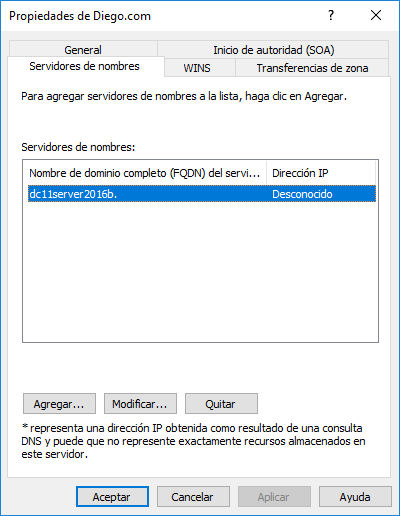 Propiedades de Diego.com
General
Inicio de autoridad (SOA)
Servidores de nombres
WINS
Transferencias de zona
Para agregar servidores de nombres a la lista, haga clic en Agregar.
Servidores de nombres:
Nombre de dominio completo (FQDN) del servi... Dirección IP
dc11server2016b. Desconocido
Agregar... Modificar... Quitar
* representa una dirección IP obtenida como resultado de una consulta
DNS y puede que no represente exactamente recursos almacenados en
este servidor.
Aceptar Cancelar Aplicar Ayuda